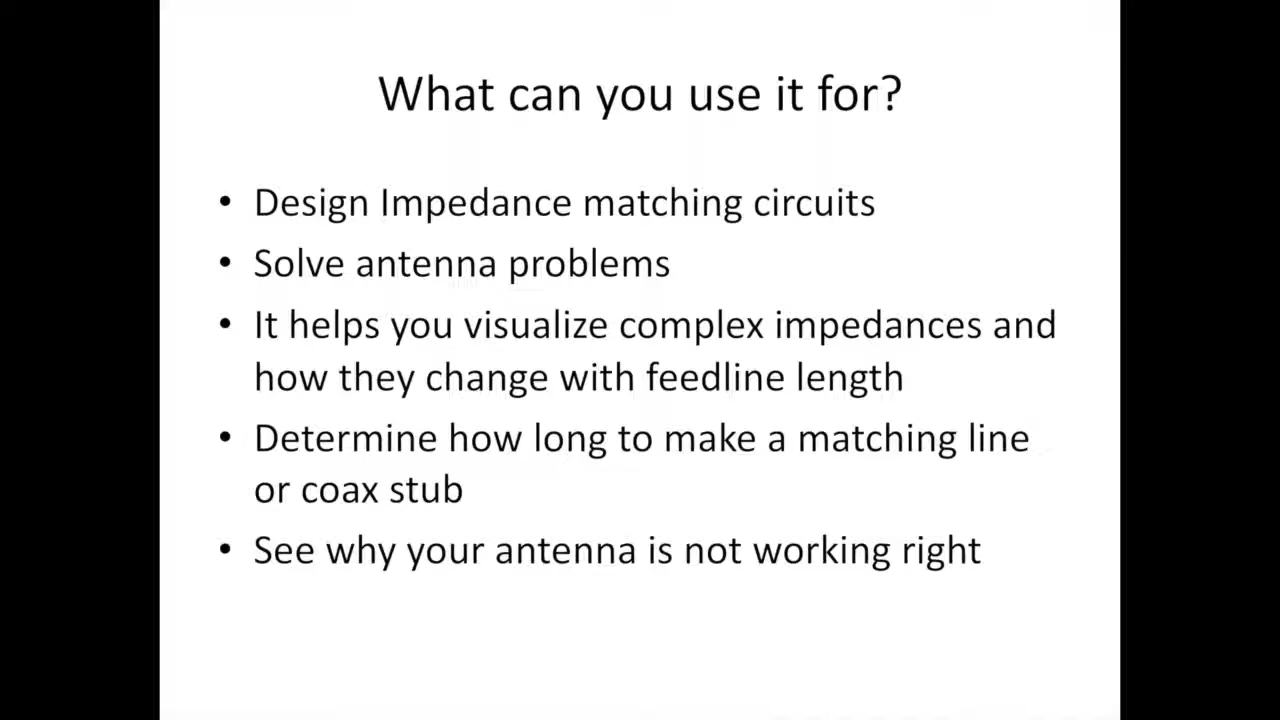 What can you use it for?
• Design Impedance matching circuits
• Solve antenna problems
• It helps you visualize complex impedances and
how they change with feedline length
• Determine how long to make a matching line
or coax stub
• See why your antenna is not working right